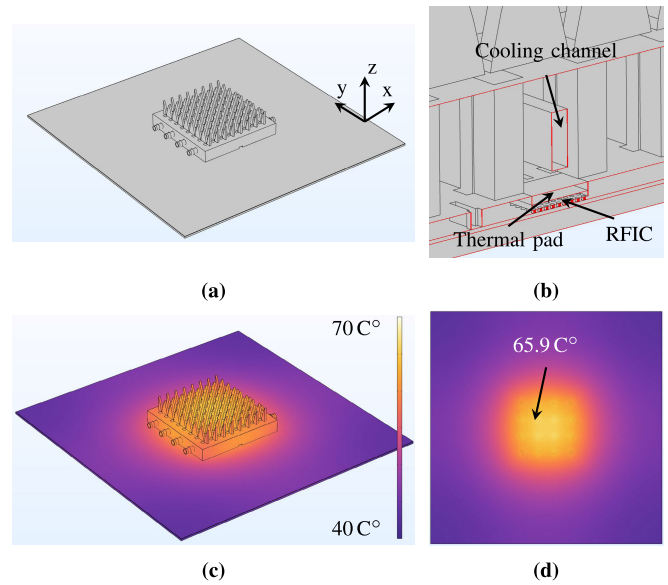 z
y
x
Cooling channel
Thermal pad
RFIC
(a)
(b)
70 C°
40 C°
65.9 C°
(c)
(d)